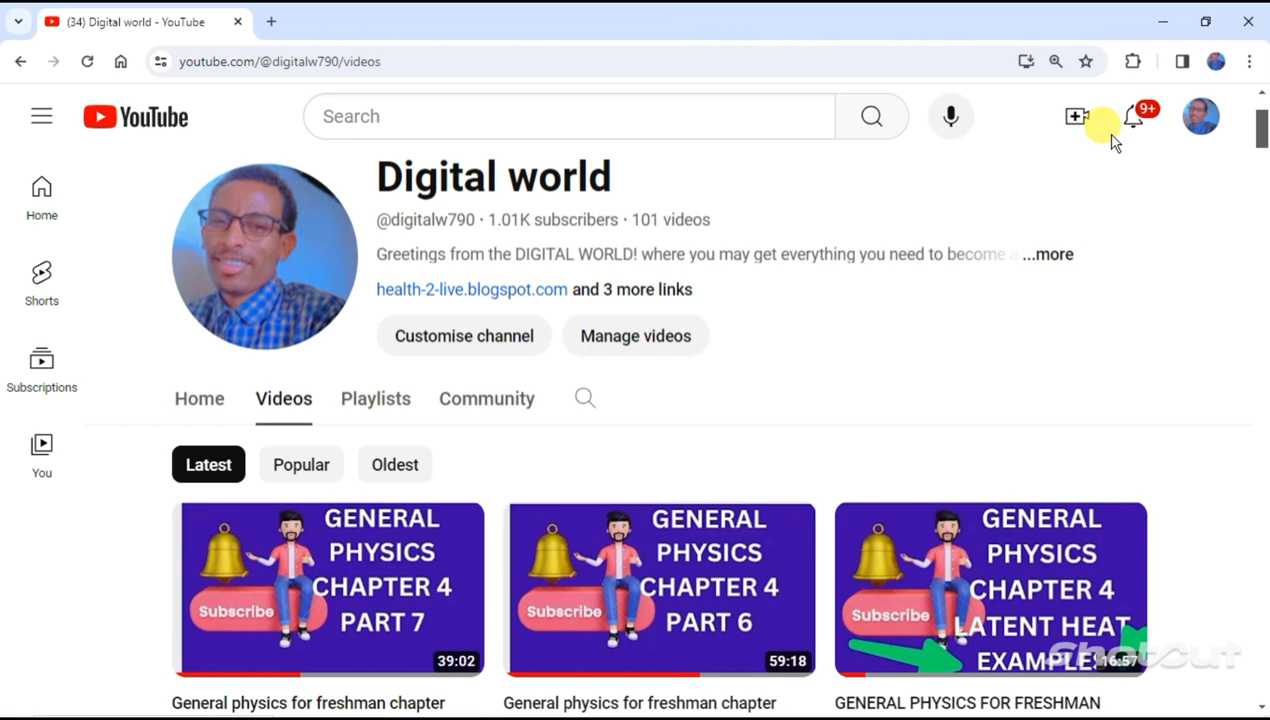 (34) Digital world - YouTube
youtube.com/@digitalw790/videos
YouTube
Search
9+
Digital world
@digitalw790 · 1.01K subscribers · 101 videos
Greetings from the DIGITAL WORLD! where you may get everything you need to become a ...more
health-2-live.blogspot.com and 3 more links
Customise channel
Manage videos
Home
Shorts
Subscriptions
You
Home
Videos
Playlists
Community
Latest
Popular
Oldest
GENERAL
PHYSICS
CHAPTER 4
PART 7
Subscribe
39:02
GENERAL
PHYSICS
CHAPTER 4
PART 6
Subscribe
59:18
GENERAL
PHYSICS
CHAPTER 4
LATENT HEAT
EXAMPLE
Subscribe
16:57
ShotCut
General physics for freshman chapter
General physics for freshman chapter
GENERAL PHYSICS FOR FRESHMAN